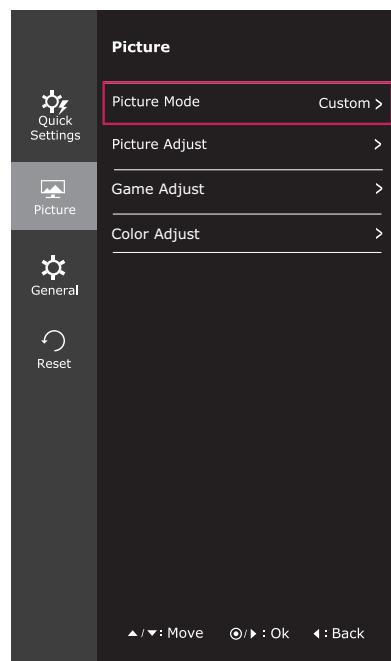 Picture
Quick
Settings
Picture
General
Reset
Picture Mode Custom >
Picture Adjust >
Game Adjust >
Color Adjust >
▲/▼: Move ◉/▶ : Ok ◀ : Back